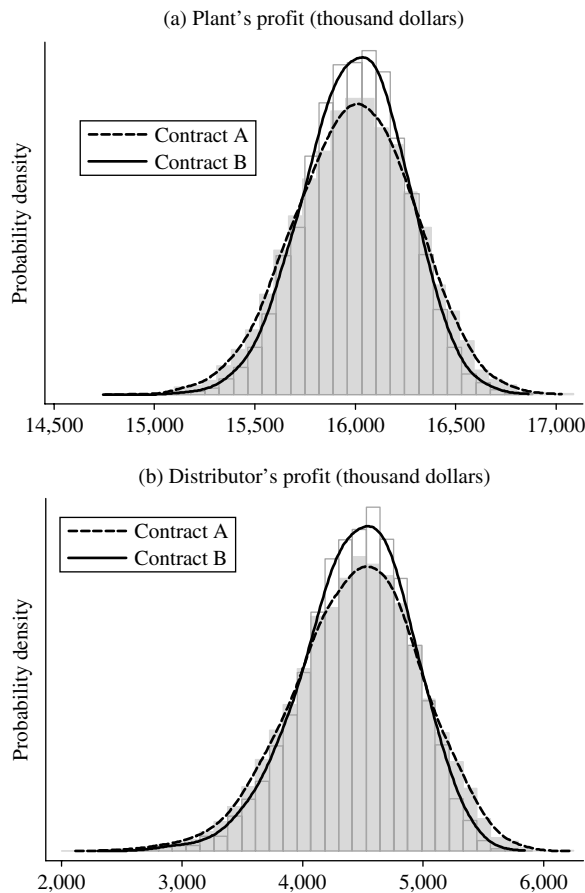 (a) Plant's profit (thousand dollars)
Contract A
Contract B
Probability density
14,500 15,000 15,500 16,000 16,500 17,000
(b) Distributor's profit (thousand dollars)
Contract A
Contract B
Probability density
2,000 3,000 4,000 5,000 6,000